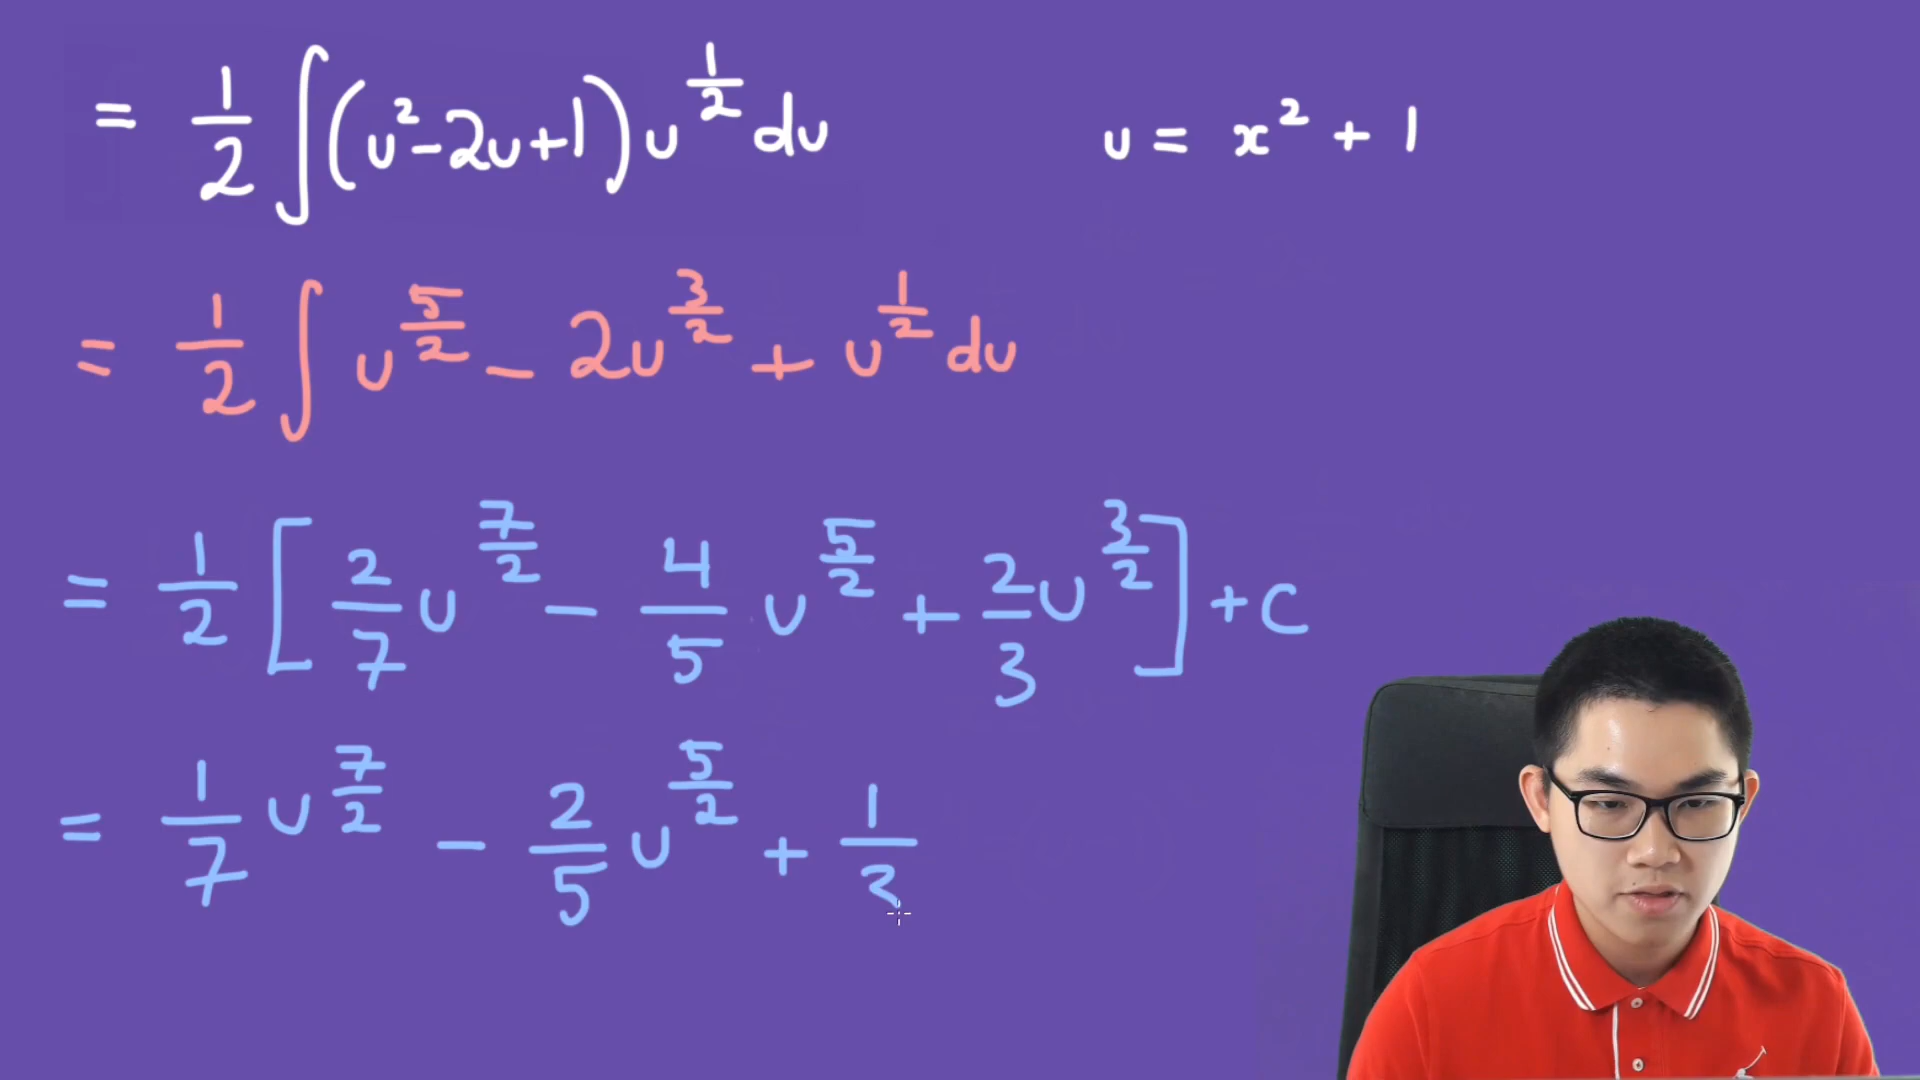 = 1/2 ∫(u²-2u+1)u^(1/2) du
u = x² + 1
= 1/2 ∫ u^(5/2) - 2u^(3/2) + u^(1/2) du
= 1/2 [2/7 u^(7/2) - 4/5 u^(5/2) + 2/3 u^(3/2)] + C
= 1/7 u^(7/2) - 2/5 u^(5/2) + 1/3